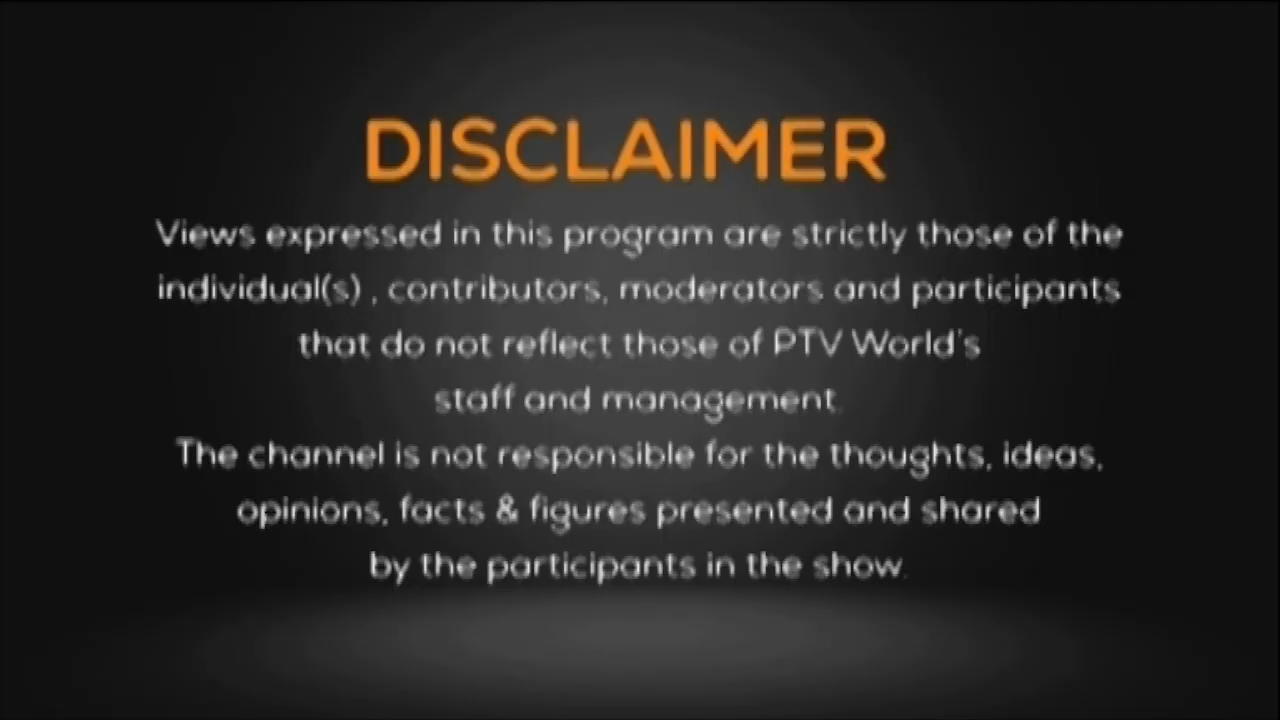 DISCLAIMER
Views expressed in this program are strictly those of the
individual(s) , contributors, moderators and participants
that do not reflect those of PTV World's
staff and management.
The channel is not responsible for the thoughts, ideas,
opinions, facts & figures presented and shared
by the participants in the show.